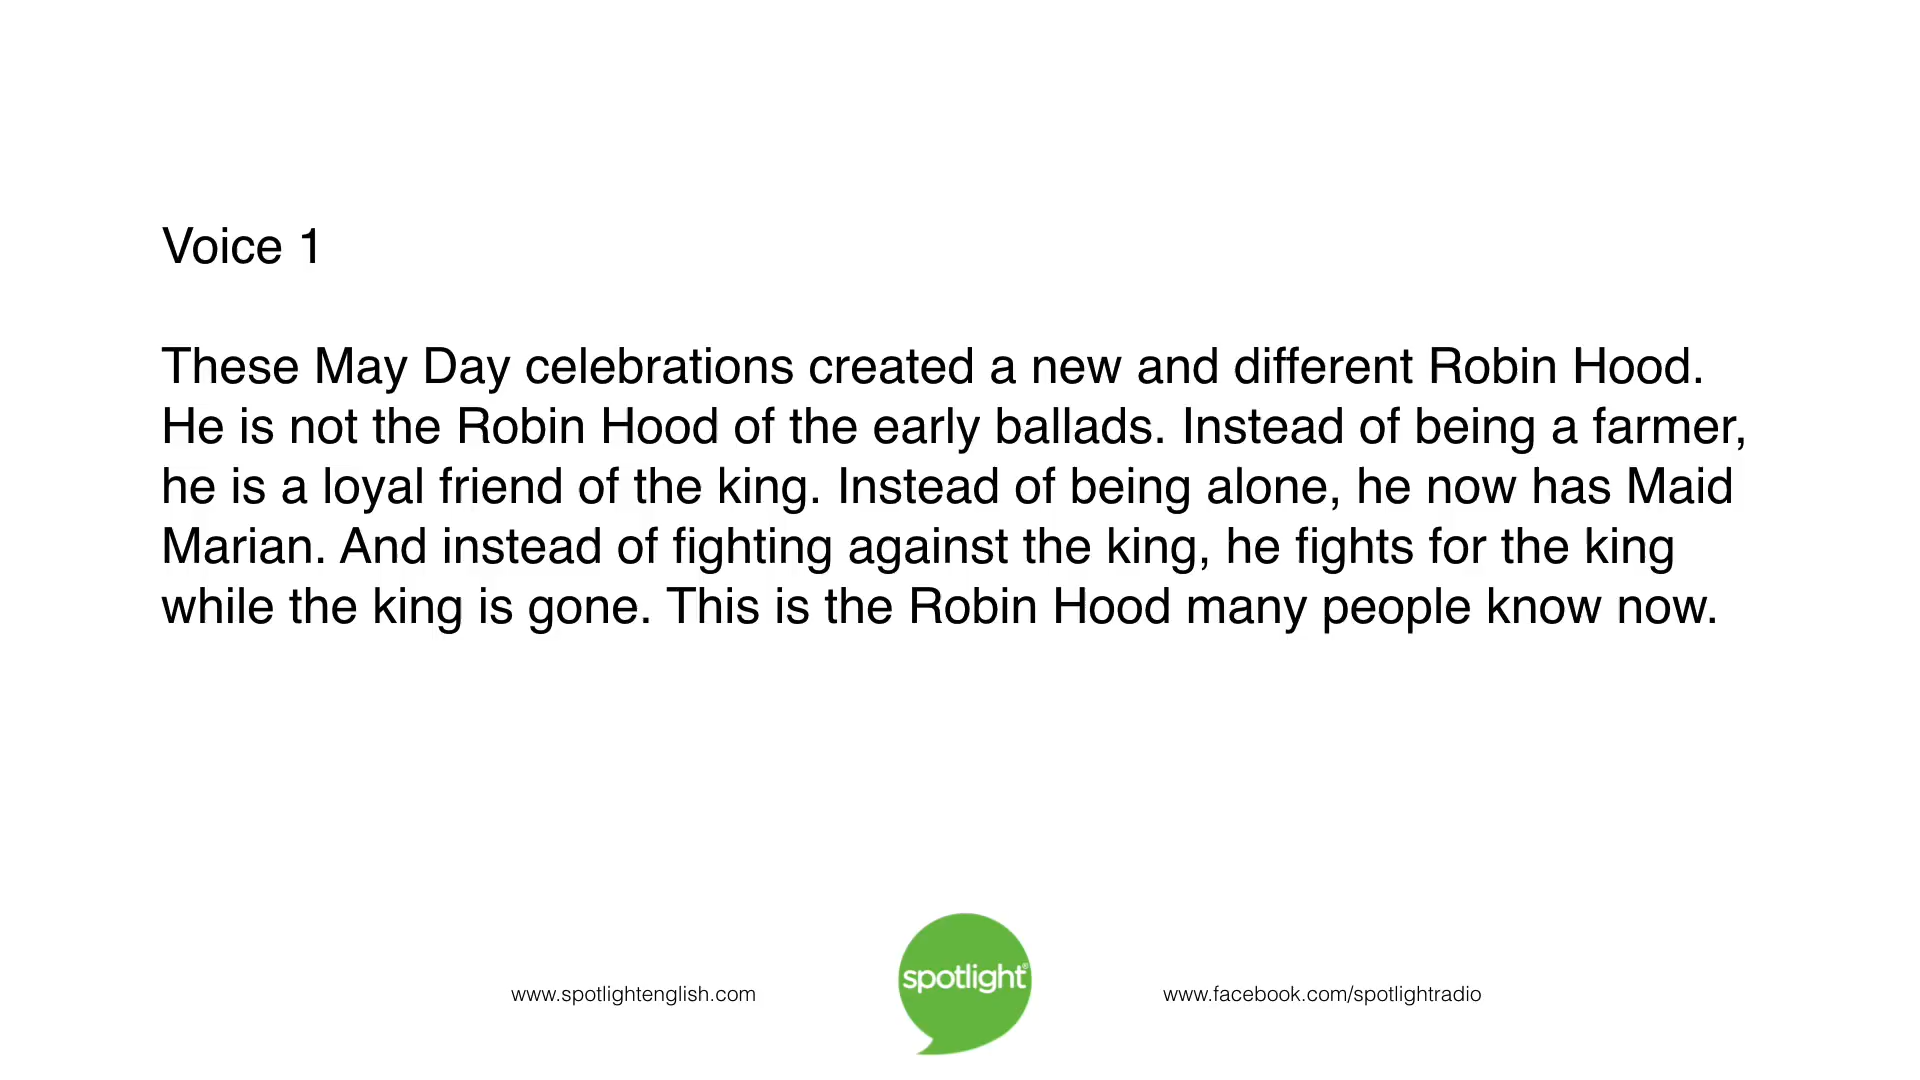 Voice 1
These May Day celebrations created a new and different Robin Hood.
He is not the Robin Hood of the early ballads. Instead of being a farmer,
he is a loyal friend of the king. Instead of being alone, he now has Maid
Marian. And instead of fighting against the king, he fights for the king
while the king is gone. This is the Robin Hood many people know now.
www.spotlightenglish.com
spotlight®
www.facebook.com/spotlightradio